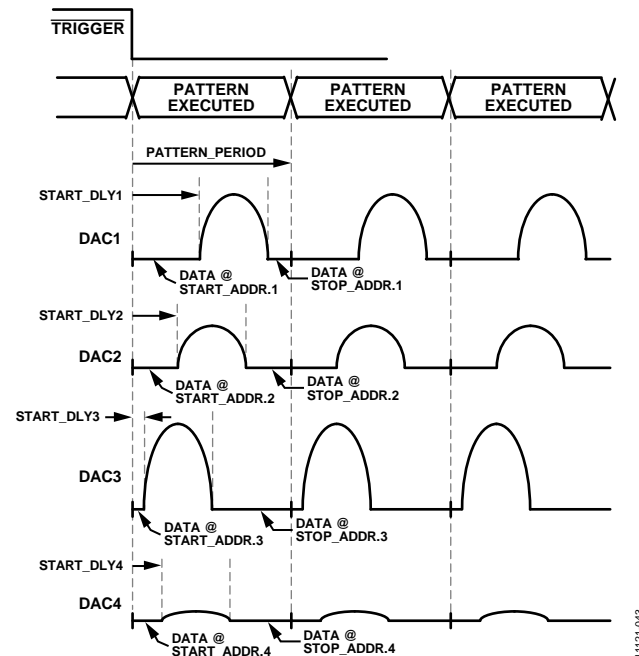 TRIGGER
PATTERN
EXECUTED
PATTERN
EXECUTED
PATTERN
EXECUTED
PATTERN_PERIOD
START_DLY1
DAC1
DATA @
START_ADDR.1
DATA @
STOP_ADDR.1
START_DLY2
DAC2
DATA @
START_ADDR.2
DATA @
STOP_ADDR.2
START_DLY3
DAC3
DATA @
START_ADDR.3
DATA @
STOP_ADDR.3
START_DLY4
DAC4
DATA @
START_ADDR.4
DATA @
STOP_ADDR.4